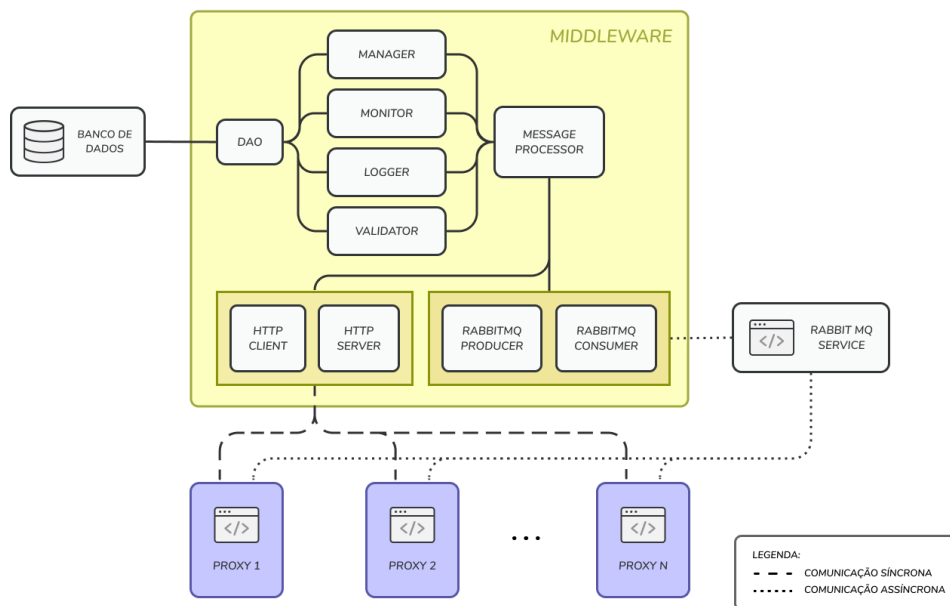 MIDDLEWARE
MANAGER
MONITOR
LOGGER
VALIDATOR
BANCO DE
DADOS
DAO
MESSAGE
PROCESSOR
HTTP
CLIENT
HTTP
SERVER
RABBITMQ
PRODUCER
RABBITMQ
CONSUMER
</>
RABBIT MQ
SERVICE
</>
PROXY 1
</>
PROXY 2
...
</>
PROXY N
LEGENDA:
COMUNICAÇÃO SÍNCRONA
COMUNICAÇÃO ASSÍNCRONA